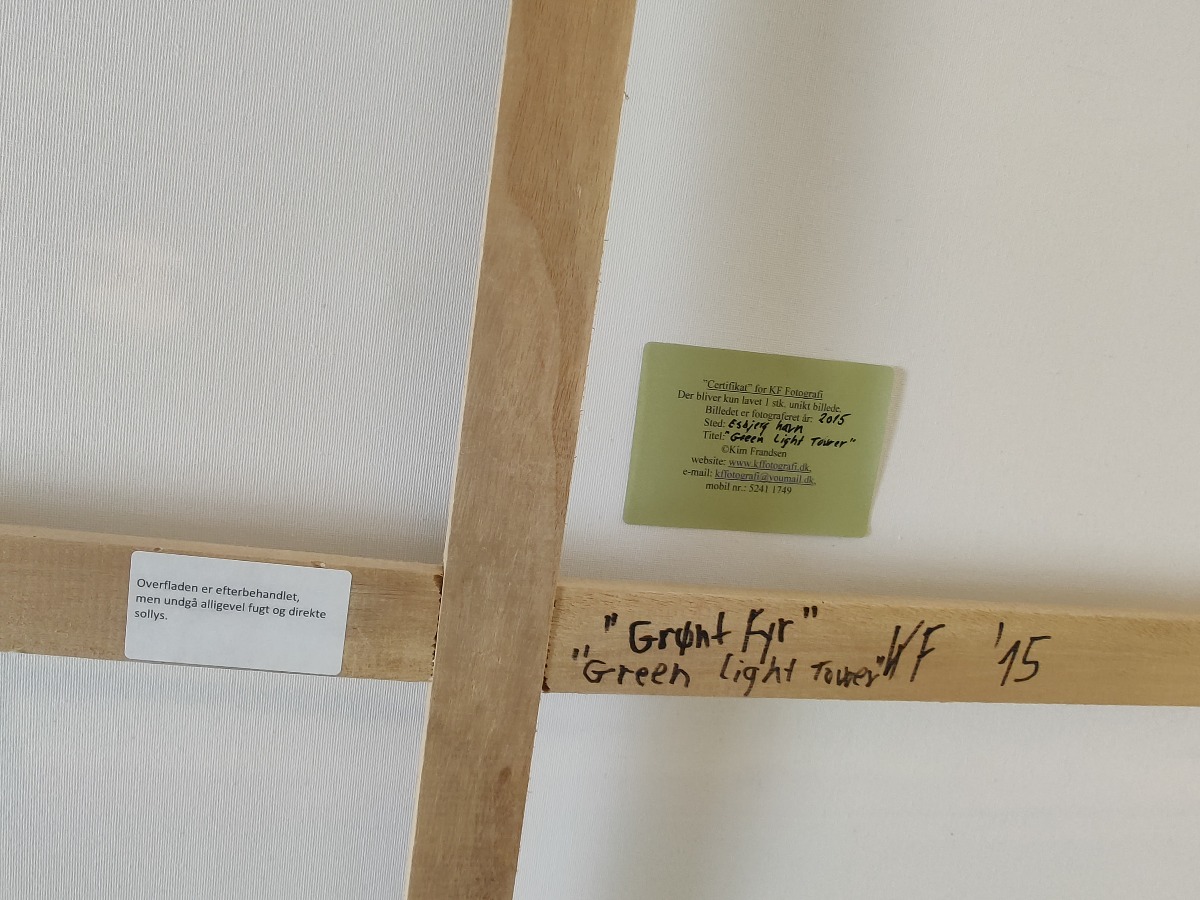 "Certifikat" for KF Fotografi
Der bliver kun lavet 1 stk. unikt billede.
Billedet er fotograferet år: 2015
Sted: Esbjerg havn
Titel: "Green Light Tower"
©Kim Frandsen
website: www.kffotografi.dk.
e-mail: kffotografi@youmail.dk.
mobil nr.: 5241 1749
Overfladen er efterbehandlet,
men undgå alligevel fugt og direkte
sollys.
"Grønt Fyr"
"Green Light Tower" KF '15